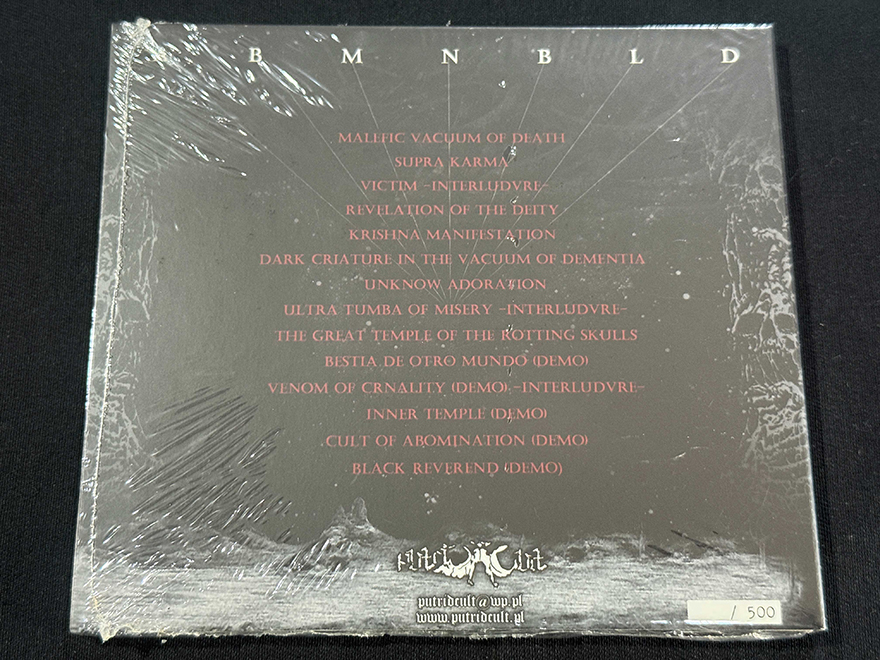 B M N B L D
MALEFIC VACUUM OF DEATH
SUPRA KARMA
VICTIM -INTERLUDVRE-
REVELATION OF THE DEITY
KRISHNA MANIFESTATION
DARK CRIATURE IN THE VACUUM OF DEMENTIA
UNKNOW ADORATION
ULTRA TUMBA OF MISERY -INTERLUDVRE-
THE GREAT TEMPLE OF THE ROTTING SKULLS
BESTIA DE OTRO MUNDO (DEMO)
VENOM OF CRNALITY (DEMO) -INTERLUDVRE-
INNER TEMPLE (DEMO)
CULT OF ABOMINATION (DEMO)
BLACK REVEREND (DEMO)
Putrid Cult
putridcult@wp.pl
www.putridcult.pl
/ 500